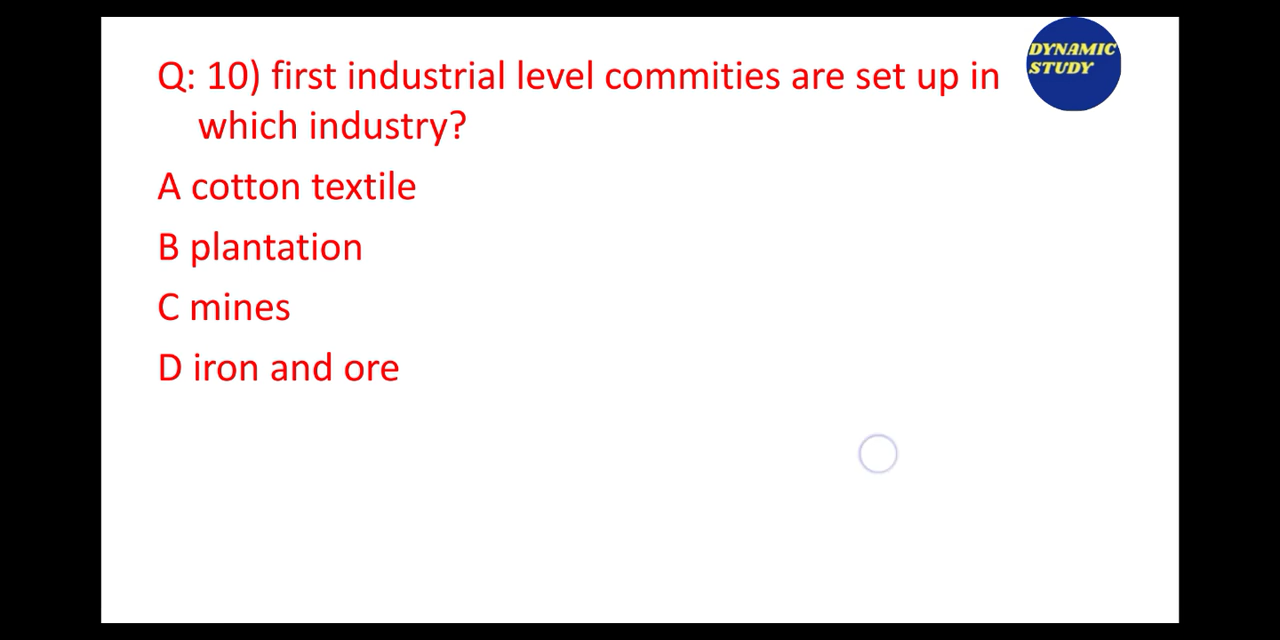 Q: 10) first industrial level commities are set up in
which industry?
A cotton textile
B plantation
C mines
D iron and ore
DYNAMIC
STUDY